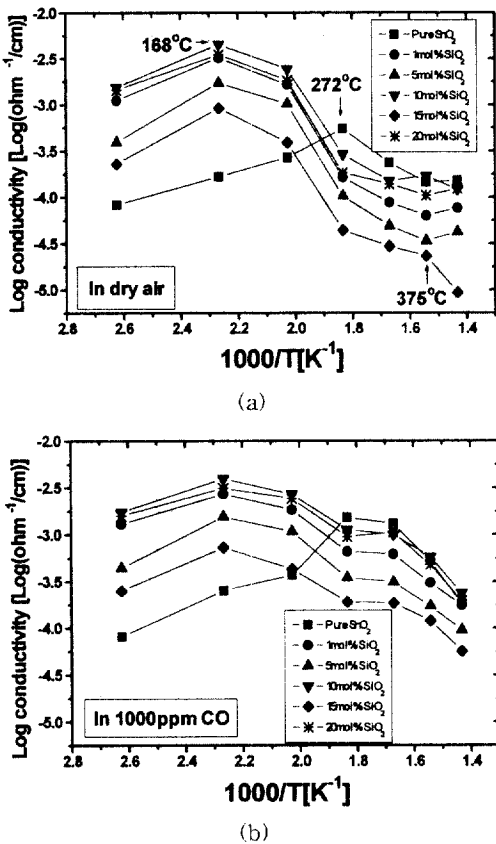 Log conductivity [Log(ohm⁻¹/cm)]
-2.0
-2.5
-3.0
-3.5
-4.0
-4.5
-5.0
168°C
272°C
375°C
Pure SnO₂
1mol%SiO₂
5mol%SiO₂
10mol%SiO₂
15mol%SiO₂
20mol%SiO₂
In dry air
2.8 2.6 2.4 2.2 2.0 1.8 1.6 1.4
1000/T[K⁻¹]
(a)
Log conductivity [Log(ohm⁻¹/cm)]
-2.0
-2.5
-3.0
-3.5
-4.0
-4.5
-5.0
Pure SnO₂
1mol%SiO₂
5mol%SiO₂
10mol%SiO₂
15mol%SiO₂
20mol%SiO₂
In 1000ppm CO
2.8 2.6 2.4 2.2 2.0 1.8 1.6 1.4
1000/T[K⁻¹]
(b)